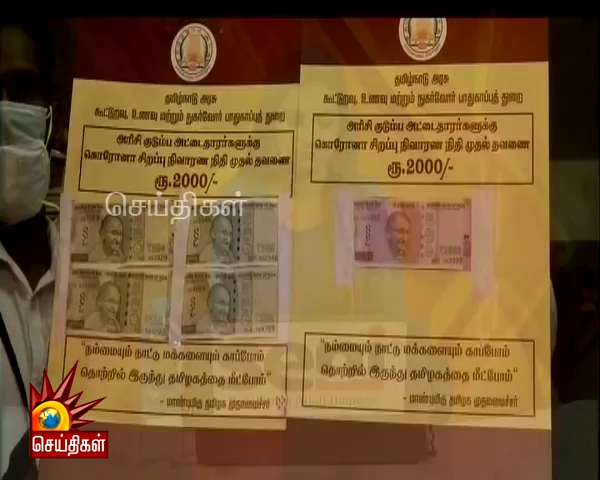 தமிழ்நாடு அரசு
கூட்டுறவு, உணவு மற்றும் நுகர்வோர் பாதுகாப்புத் துறை
அரிசி குடும்ப அட்டைதாரர்களுக்கு
கொரோனா சிறப்பு நிவாரண நிதி முதல் தவணை
ரூ.2000/-
"நம்மையும் நாட்டு மக்களையும் காப்போம்
தொற்றில் இருந்து தமிழகத்தை மீட்போம்"
- மாண்புமிகு தமிழக முதலமைச்சர்
தமிழ்நாடு அரசு
கூட்டுறவு, உணவு மற்றும் நுகர்வோர் பாதுகாப்புத் துறை
அரிசி குடும்ப அட்டைதாரர்களுக்கு
கொரோனா சிறப்பு நிவாரண நிதி முதல் தவணை
ரூ.2000/-
"நம்மையும் நாட்டு மக்களையும் காப்போம்
தொற்றில் இருந்து தமிழகத்தை மீட்போம்"
- மாண்புமிகு தமிழக முதலமைச்சர்
செய்திகள்
செய்திகள்